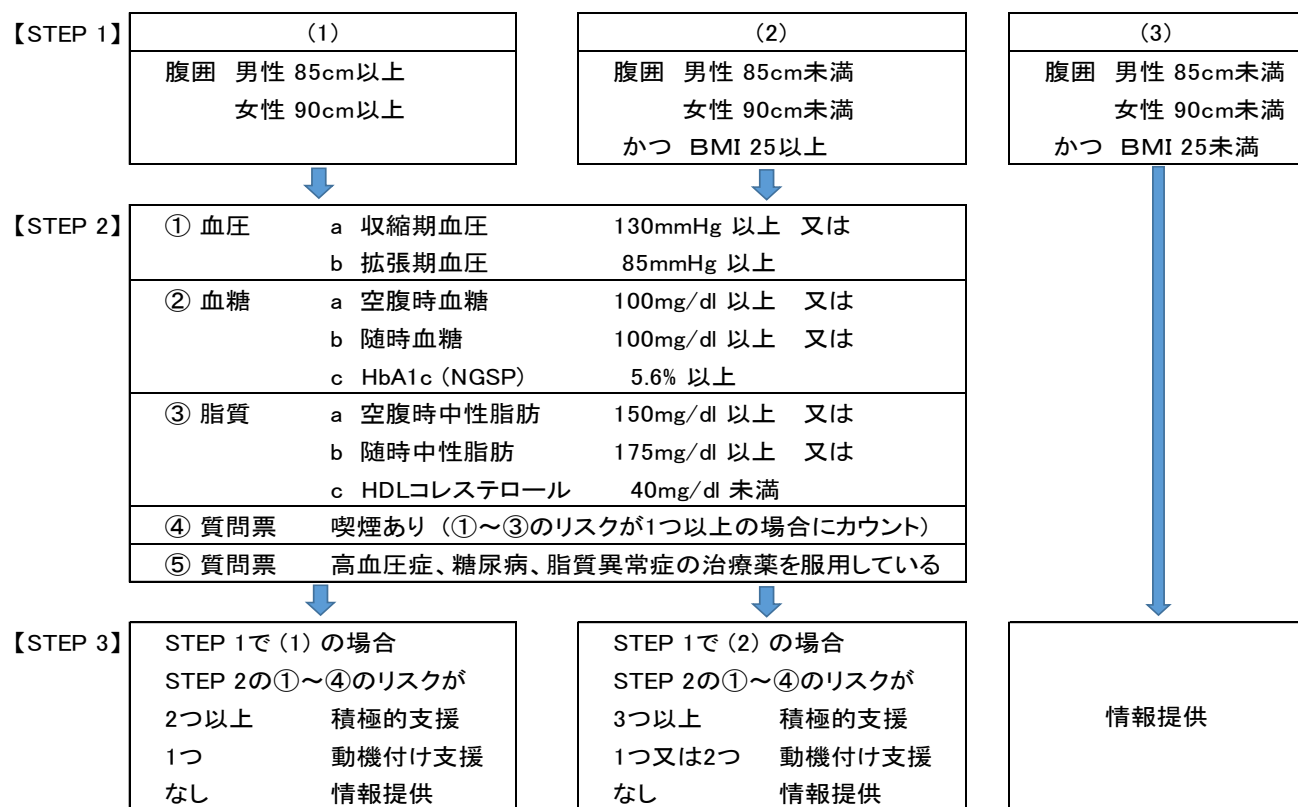 【STEP 1】
(1)
腹囲 男性 85cm以上
女性 90cm以上
(2)
腹囲 男性 85cm未満
女性 90cm未満
かつ ＢＭＩ 25以上
(3)
腹囲 男性 85cm未満
女性 90cm未満
かつ ＢＭＩ 25未満
【STEP 2】
① 血圧 a 収縮期血圧 130mmHg 以上 又は
b 拡張期血圧 85mmHg 以上
② 血糖 a 空腹時血糖 100mg/dl 以上 又は
b 随時血糖 100mg/dl 以上 又は
c HbA1c (NGSP) 5.6% 以上
③ 脂質 a 空腹時中性脂肪 150mg/dl 以上 又は
b 随時中性脂肪 175mg/dl 以上 又は
c HDLコレステロール 40mg/dl 未満
④ 質問票 喫煙あり (①～③のリスクが1つ以上の場合にカウント)
⑤ 質問票 高血圧症、糖尿病、脂質異常症の治療薬を服用している
【STEP 3】
STEP 1で (1) の場合
STEP 2の①～④のリスクが
2つ以上 積極的支援
1つ 動機付け支援
なし 情報提供
STEP 1で (2) の場合
STEP 2の①～④のリスクが
3つ以上 積極的支援
1つ又は2つ 動機付け支援
なし 情報提供
情報提供